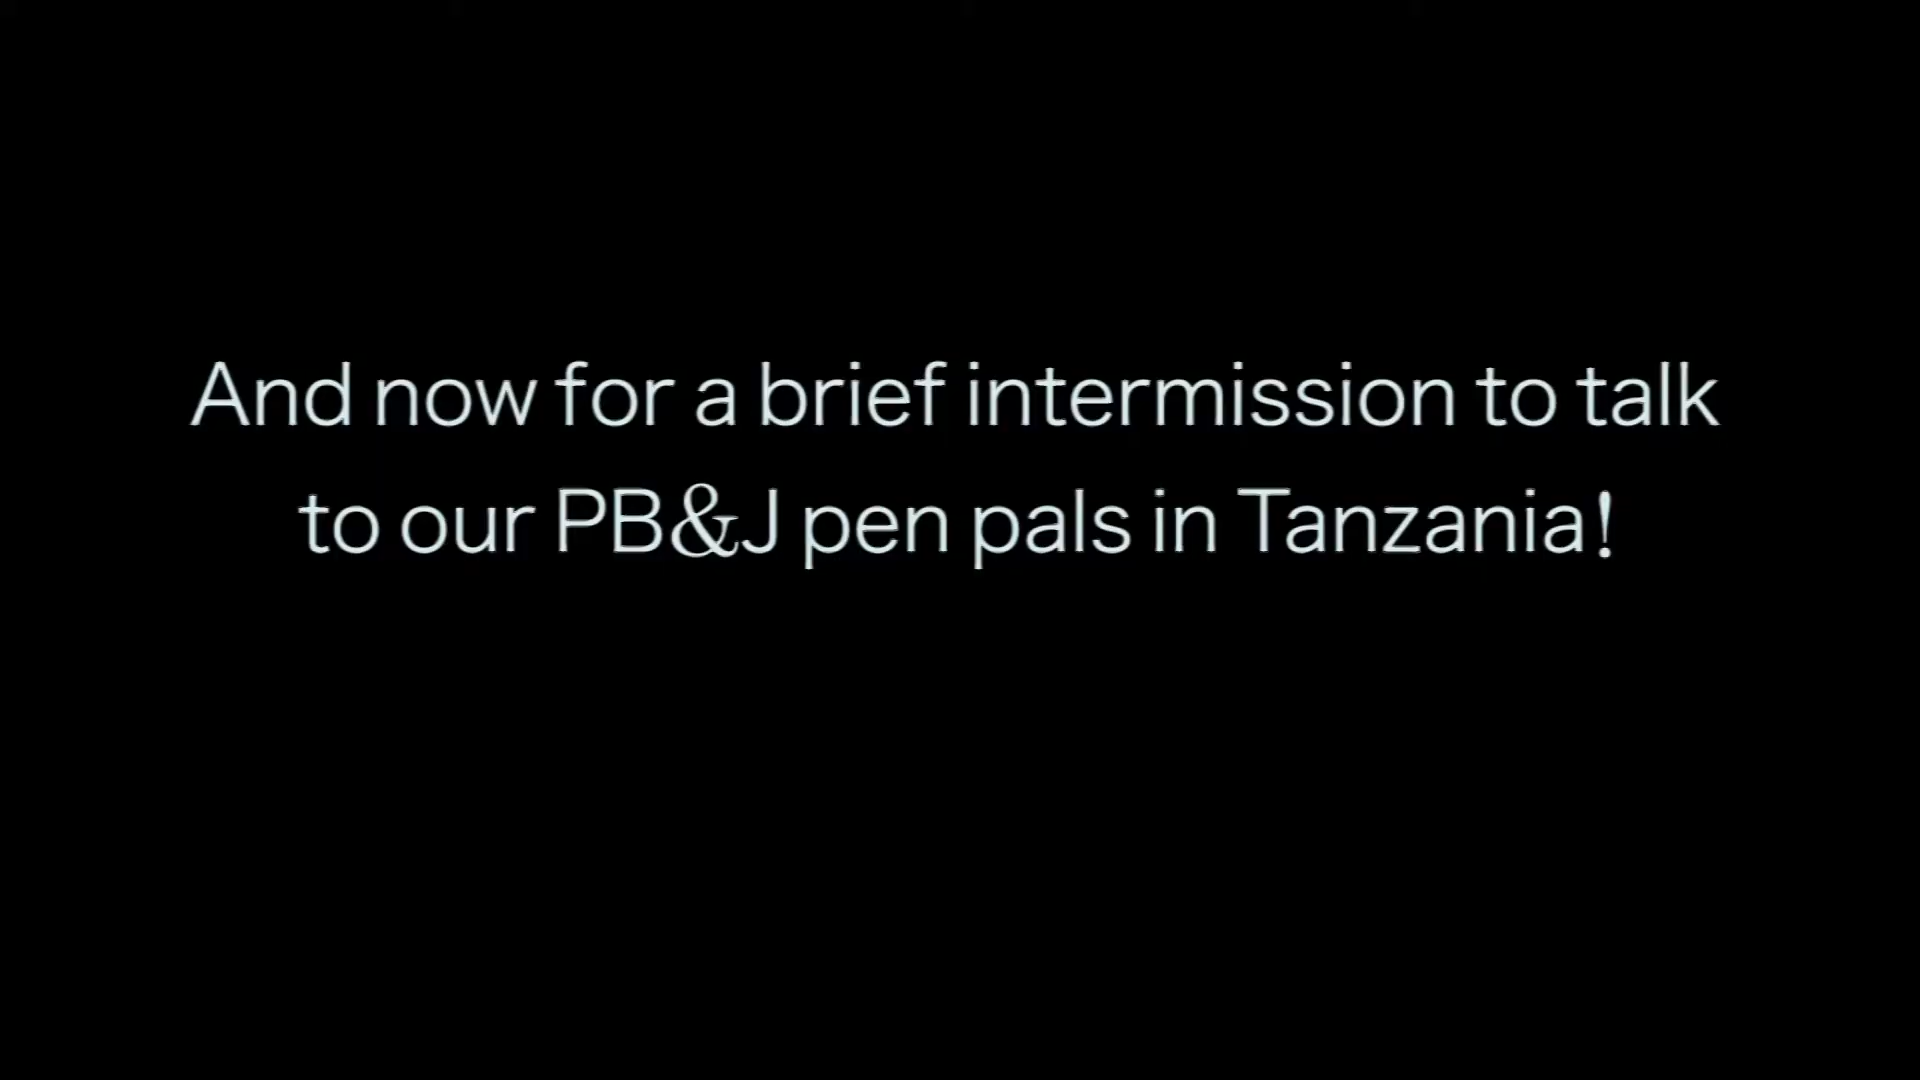 And now for a brief intermission to talk
to our PB&J pen pals in Tanzania!